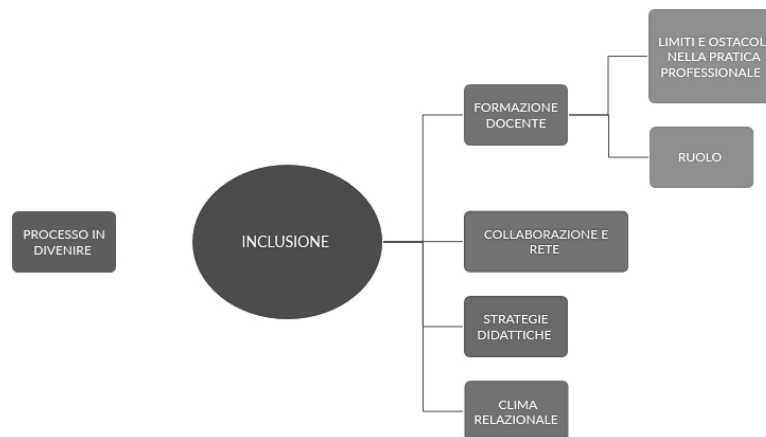 PROCESSO IN
DIVENIRE
INCLUSIONE
FORMAZIONE
DOCENTE
LIMITI E OSTACOL
NELLA PRATICA
PROFESSIONALE
RUOLO
COLLABORAZIONE E
RETE
STRATEGIE
DIDATTICHE
CLIMA
RELAZIONALE